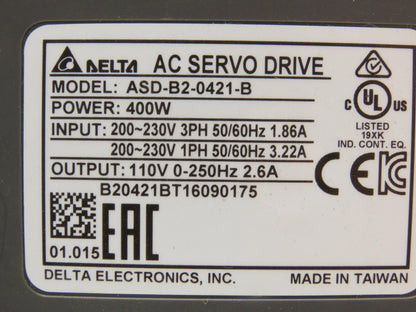 DELTA AC SERVO DRIVE
MODEL: ASD-B2-0421-B
POWER: 400W
INPUT: 200~230V 3PH 50/60Hz 1.86A
200~230V 1PH 50/60Hz 3.22A
OUTPUT: 110V 0-250Hz 2.6A
B20421BT16090175
01.015
EAC
C UL US
LISTED
19XK
IND. CONT. EQ.
CE KC
DELTA ELECTRONICS, INC. MADE IN TAIWAN